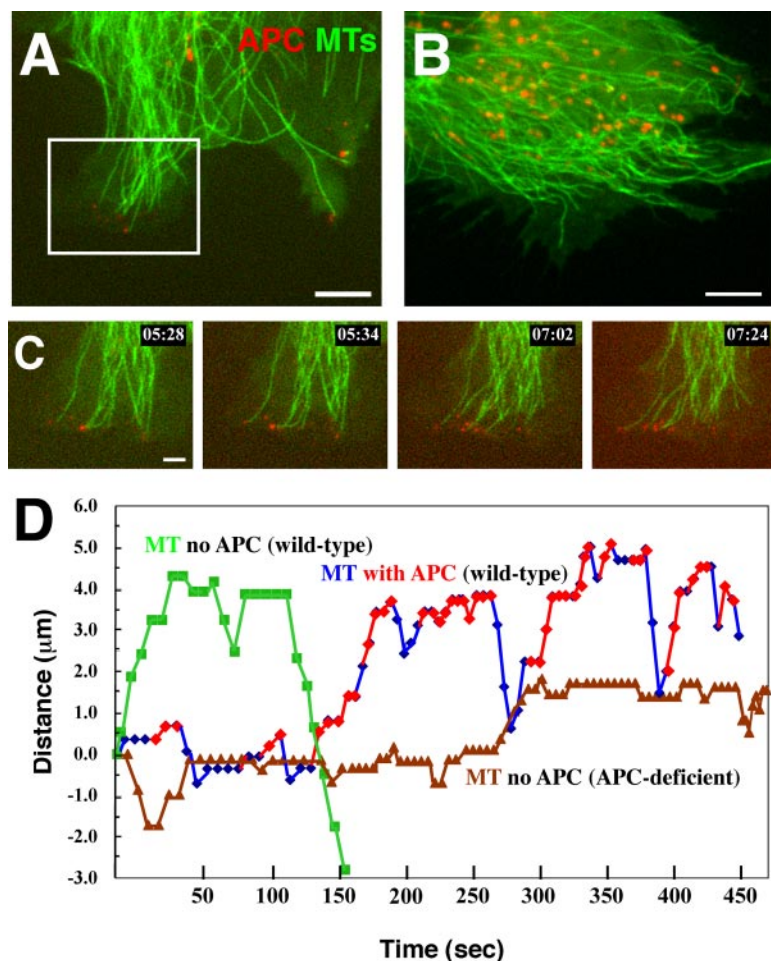 A
APC MTs
B
C
05:28
05:34
07:02
07:24
D
6.0
5.0
4.0
3.0
2.0
1.0
0.0
-1.0
-2.0
-3.0
Distance (μm)
MT no APC (wild-type)
MT with APC (wild-type)
MT no APC (APC-deficient)
50 100 150 200 250 300 350 400 450
Time (sec)